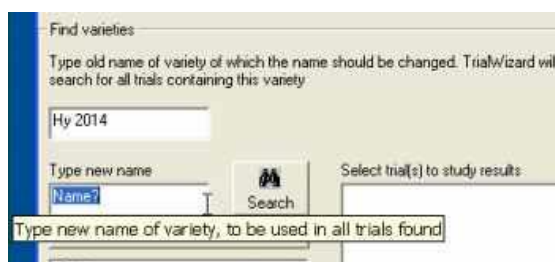 Find varieties
Type old name of variety of which the name should be changed. TrialWizard will
search for all trials containing this variety
Hy 2014
Type new name
Name?
Search
Select trial(s) to study results
Type new name of variety, to be used in all trials found